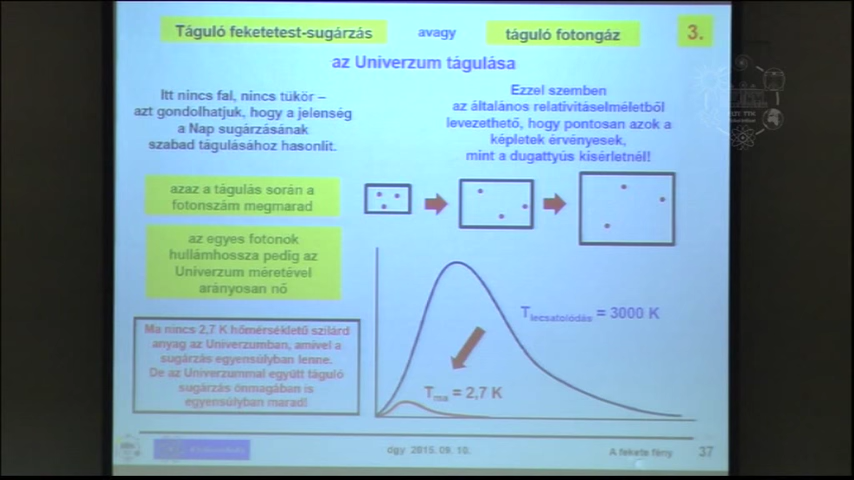 Táguló feketetest-sugárzás
avagy
táguló fotongáz
3.
az Univerzum tágulása
Itt nincs fal, nincs tükör –
azt gondolhatjuk, hogy a jelenség
a Nap sugárzásának
szabad tágulásához hasonlít.
Ezzel szemben
az általános relativitáselméletből
levezethető, hogy pontosan azok a
képletek érvényesek,
mint a dugattyús kísérletnél!
azaz a tágulás során a
fotonszám megmarad
az egyes fotonok
hullámhossza pedig az
Univerzum méretével
arányosan nő
Tlecsatolódás = 3000 K
Tma = 2,7 K
Ma nincs 2,7 K hőmérsékletű szilárd
anyag az Univerzumban, amivel a
sugárzás egyensúlyban lenne.
De az Univerzummal együtt táguló
sugárzás önmagában is
egyensúlyban marad!
ógy 2015. 09. 10.
A fekete fény
37